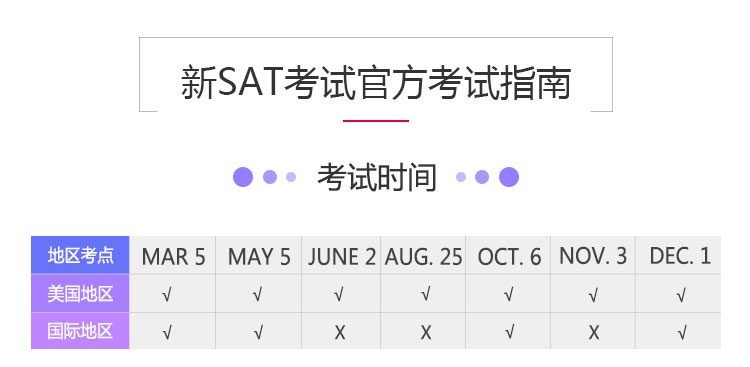 新SAT考试官方考试指南
考试时间
地区考点 MAR 5 MAY 5 JUNE 2 AUG. 25 OCT. 6 NOV. 3 DEC. 1
美国地区 √ √ √ √ √ √ √
国际地区 √ √ X X √ X √